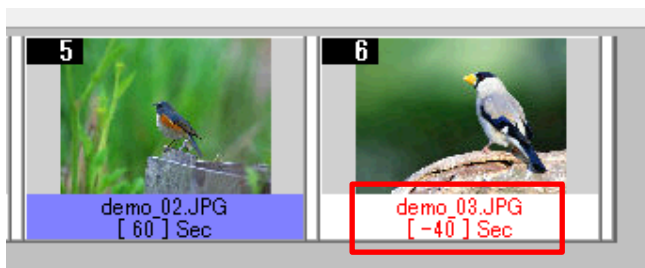 5
demo_02.JPG
[ 60 ] Sec
6
demo_03.JPG
[ -40 ] Sec